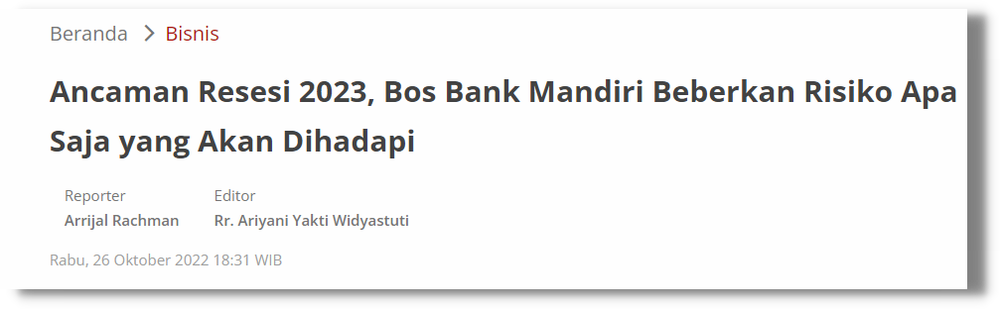 Beranda > Bisnis
Ancaman Resesi 2023, Bos Bank Mandiri Beberkan Risiko Apa
Saja yang Akan Dihadapi
Reporter Editor
Arrijal Rachman Rr. Ariyani Yakti Widyastuti
Rabu, 26 Oktober 2022 18:31 WIB